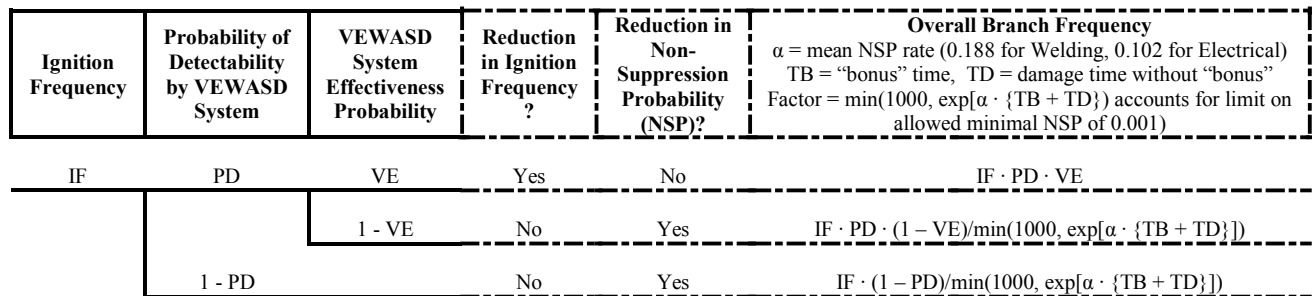 Ignition
Frequency
Probability of
Detectability
by VEWASD
System
VEWASD
System
Effectiveness
Probability
Reduction
in Ignition
Frequency
?
Reduction in
Non-
Suppression
Probability
(NSP)?
Overall Branch Frequency
α = mean NSP rate (0.188 for Welding, 0.102 for Electrical)
TB = “bonus” time, TD = damage time without “bonus”
Factor = min(1000, exp[α · {TB + TD}) accounts for limit on
allowed minimal NSP of 0.001)
IF PD VE Yes No IF · PD · VE
1 - VE No Yes IF · PD · (1 – VE)/min(1000, exp[α · {TB + TD}])
1 - PD No Yes IF · (1 – PD)/min(1000, exp[α · {TB + TD}])